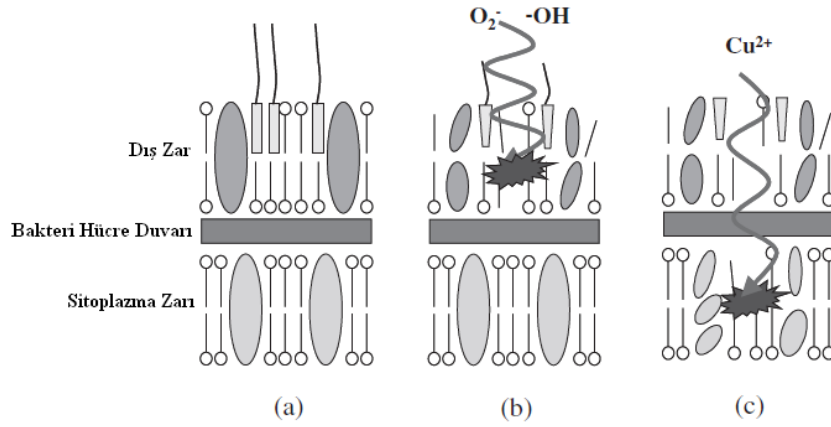 O₂⁻ -OH
Cu²⁺
Dış Zar
Bakteri Hücre Duvarı
Sitoplazma Zarı
(a) (b) (c)